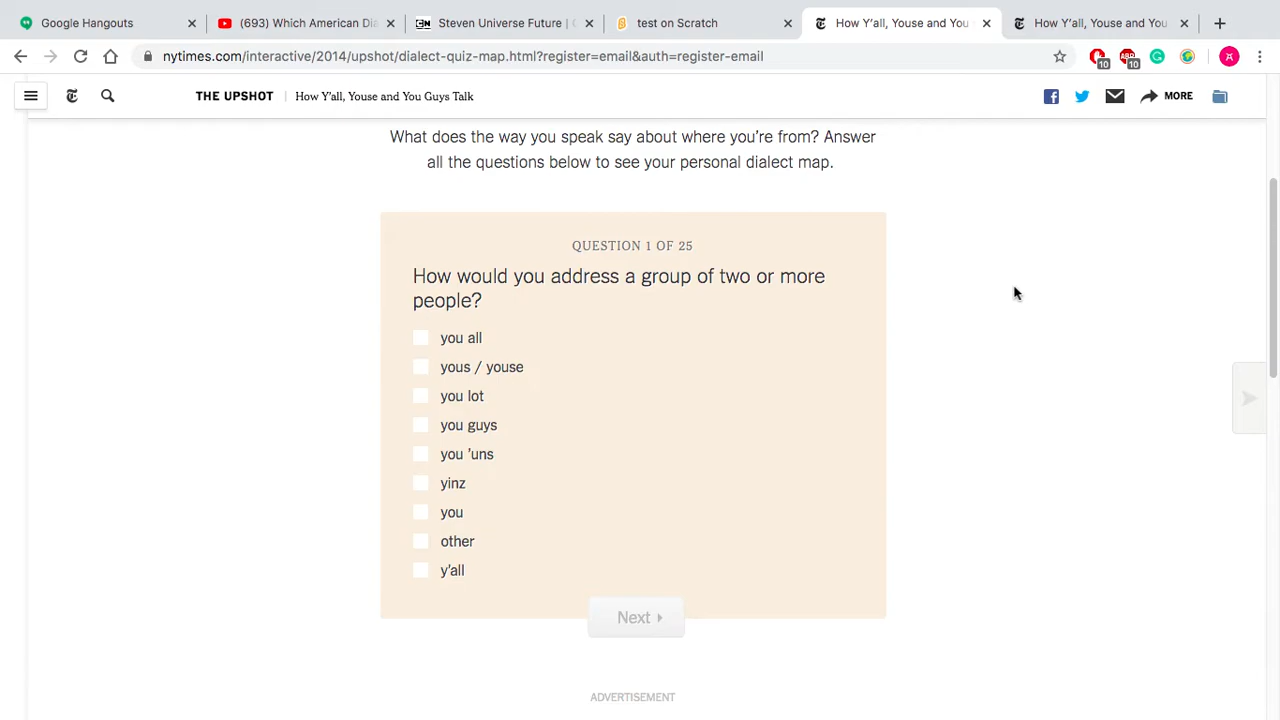 Google Hangouts
(693) Which American Di
Steven Universe Future | C
test on Scratch
How Y'all, Youse and You
How Y'all, Youse and You
nytimes.com/interactive/2014/upshot/dialect-quiz-map.html?register=email&auth=register-email
10
10
A
THE UPSHOT | How Y'all, Youse and You Guys Talk
MORE
What does the way you speak say about where you're from? Answer
all the questions below to see your personal dialect map.
QUESTION 1 OF 25
How would you address a group of two or more
people?
you all
yous / youse
you lot
you guys
you 'uns
yinz
you
other
y'all
Next
ADVERTISEMENT